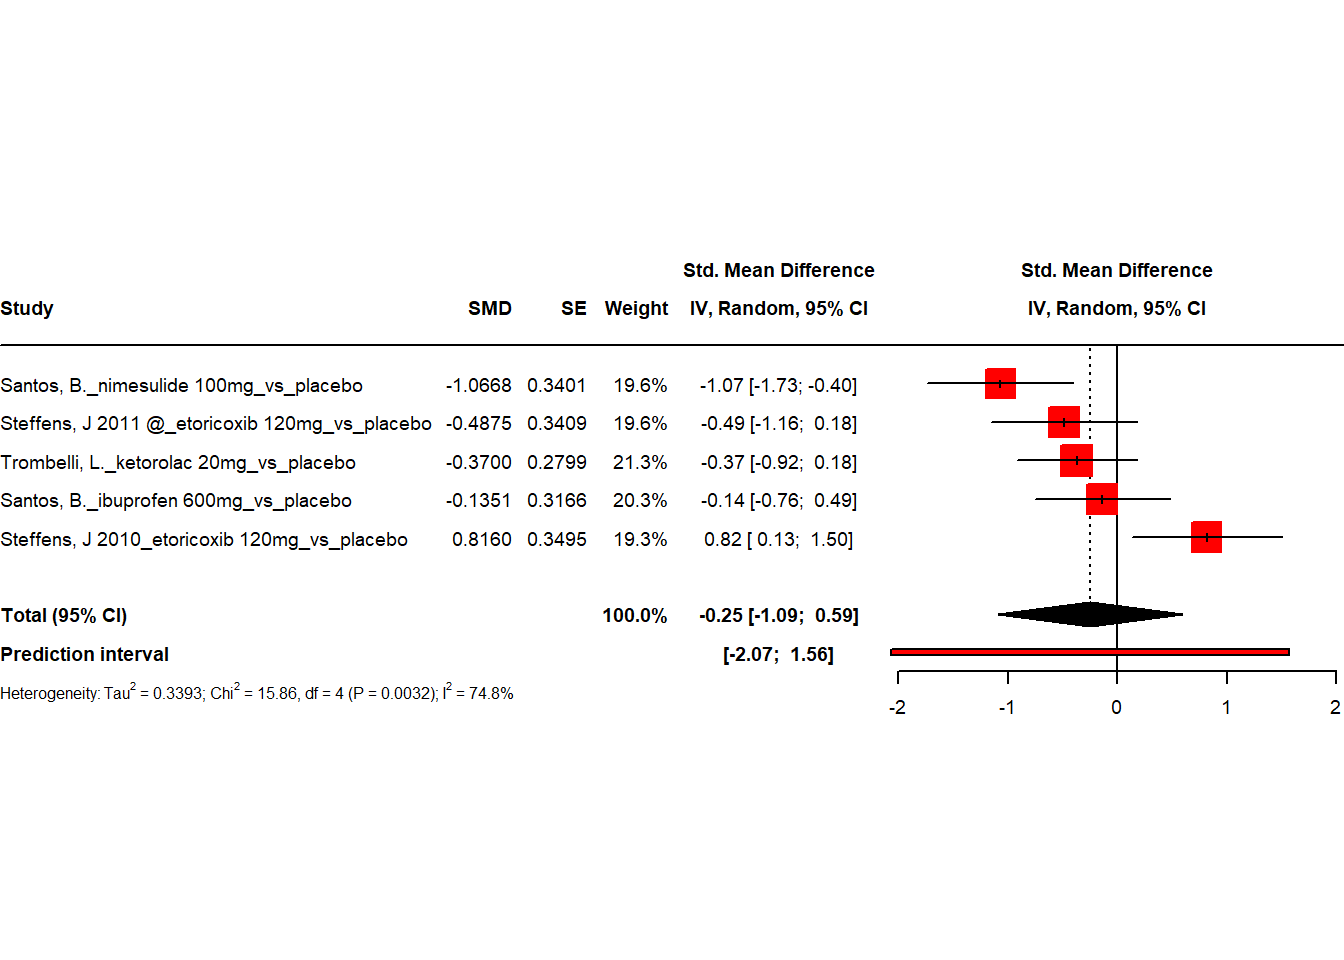 Std. Mean Difference Std. Mean Difference
Study SMD SE Weight IV, Random, 95% CI IV, Random, 95% CI
Santos, B._nimesulide 100mg_vs_placebo -1.0668 0.3401 19.6% -1.07 [-1.73; -0.40]
Steffens, J 2011 @_etoricoxib 120mg_vs_placebo -0.4875 0.3409 19.6% -0.49 [-1.16; 0.18]
Trombelli, L._ketorolac 20mg_vs_placebo -0.3700 0.2799 21.3% -0.37 [-0.92; 0.18]
Santos, B._ibuprofen 600mg_vs_placebo -0.1351 0.3166 20.3% -0.14 [-0.76; 0.49]
Steffens, J 2010_etoricoxib 120mg_vs_placebo 0.8160 0.3495 19.3% 0.82 [ 0.13; 1.50]
Total (95% CI) 100.0% -0.25 [-1.09; 0.59]
Prediction interval [-2.07; 1.56]
Heterogeneity: Tau² = 0.3393; Chi² = 15.86, df = 4 (P = 0.0032); I² = 74.8%
-2 -1 0 1 2